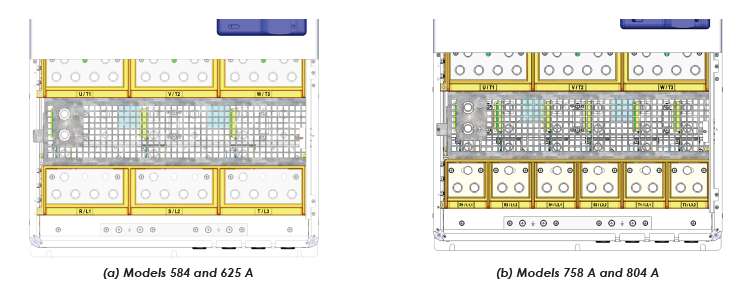 U / T1 V / T2 W / T3
R / L1 S / L2 T / L3
(a) Models 584 and 625 A
U / T1 V / T2 W / T3
(b) Models 758 A and 804 A